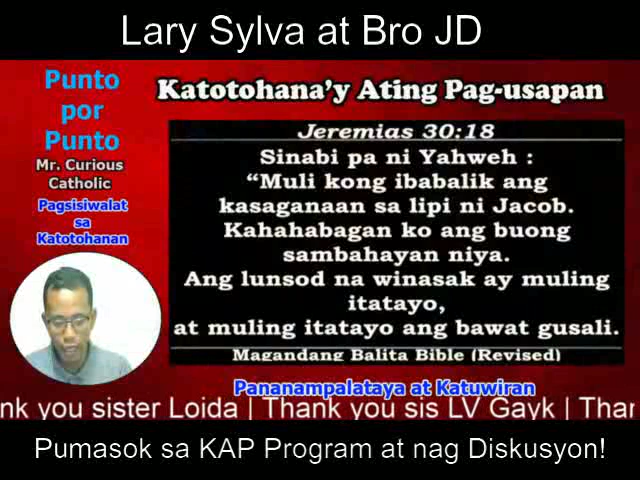 Lary Sylva at Bro JD
Punto
por
Punto
Mr. Curious
Catholic
Pagsisiwalat
sa
Katotohanan
Katotohana'y Ating Pag-usapan
Jeremias 30:18
Sinabi pa ni Yahweh :
“Muli kong ibabalik ang
kasaganaan sa lipi ni Jacob.
Kahahabagan ko ang buong
sambahayan niya.
Ang lunsod na winasak ay muling
itatayo,
at muling itatayo ang bawat gusali.
Magandang Balita Bible (Revised)
Pananampalataya at Katuwiran
nk you sister Loida | Thank you sis LV Gayk | Thar
Pumasok sa KAP Program at nag Diskusyon!